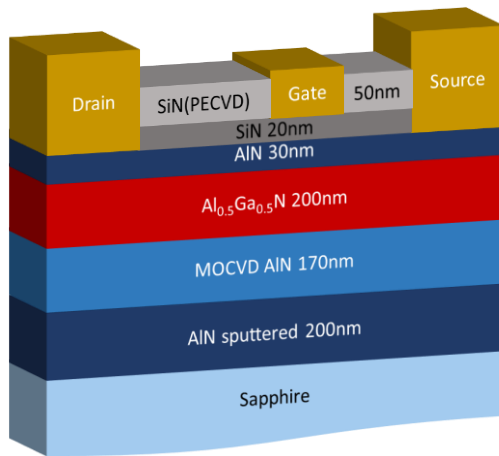 Drain
SiN(PECVD)
Gate
50nm
Source
SiN 20nm
AlN 30nm
Al₀.₅Ga₀.₅N 200nm
MOCVD AlN 170nm
AlN sputtered 200nm
Sapphire